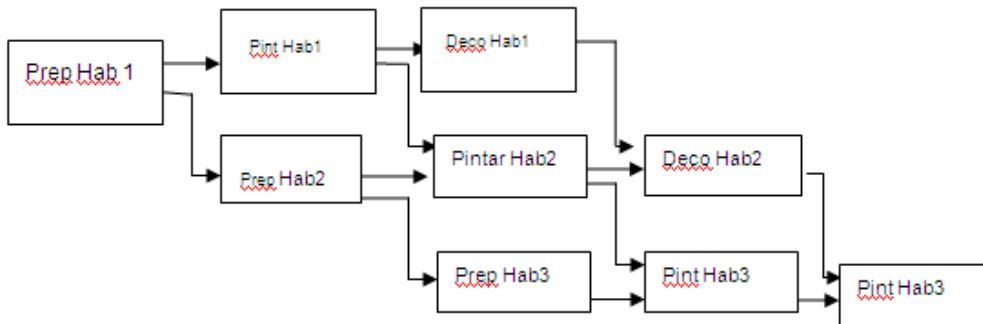 Prep Hab 1
Pint Hab1
Deco Hab1
Prep Hab2
Pintar Hab2
Deco Hab2
Prep Hab3
Pint Hab3
Pint Hab3